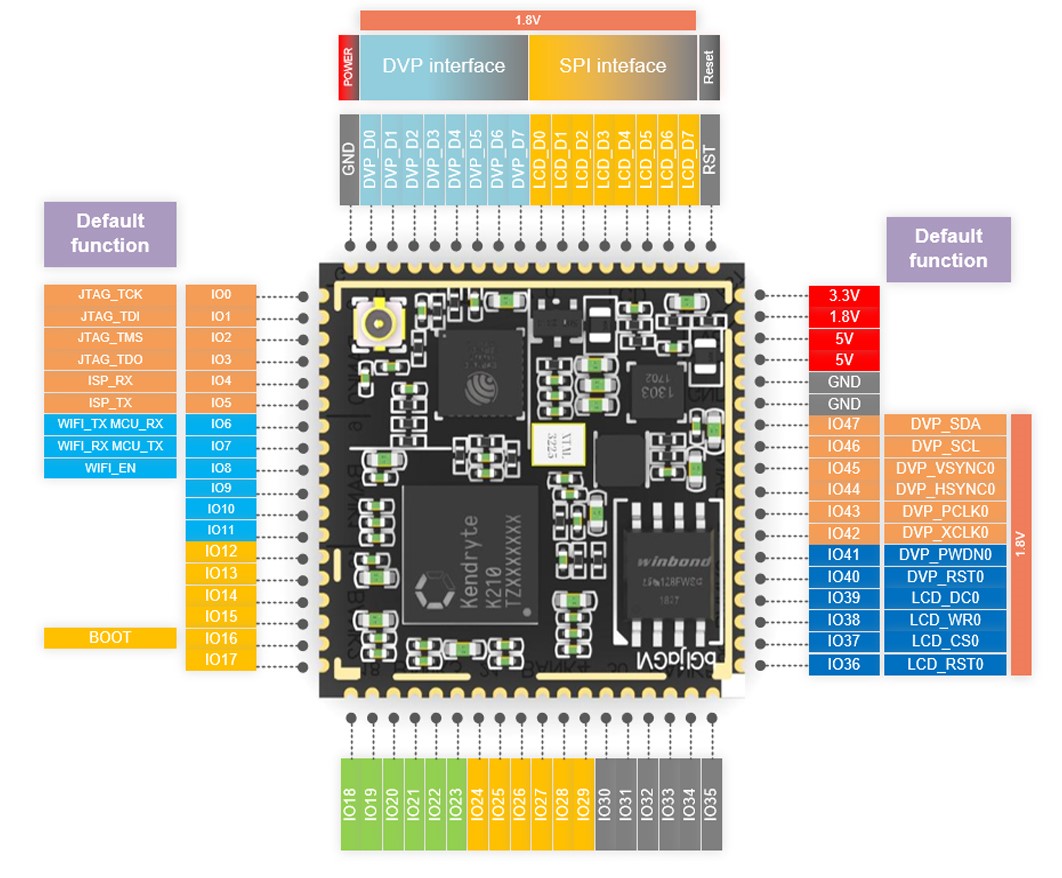 1.8V
POWER
DVP interface
SPI inteface
Reset
GND
DVP_D0
DVP_D1
DVP_D2
DVP_D3
DVP_D4
DVP_D5
DVP_D6
DVP_D7
LCD_D0
LCD_D1
LCD_D2
LCD_D3
LCD_D4
LCD_D5
LCD_D6
LCD_D7
RST
Default
function
JTAG_TCK IO0
JTAG_TDI IO1
JTAG_TMS IO2
JTAG_TDO IO3
ISP_RX IO4
ISP_TX IO5
WIFI_TX MCU_RX IO6
WIFI_RX MCU_TX IO7
WIFI_EN IO8
IO9
IO10
IO11
IO12
IO13
IO14
IO15
BOOT IO16
IO17
1303
1702
XTAL
3225
Kendryte
K210
TZXXXXXXX
winbond
1827
Default
function
3.3V
1.8V
5V
5V
GND
GND
IO47 DVP_SDA
IO46 DVP_SCL
IO45 DVP_VSYNC0
IO44 DVP_HSYNC0
IO43 DVP_PCLK0
IO42 DVP_XCLK0
IO41 DVP_PWDN0
IO40 DVP_RST0
IO39 LCD_DC0
IO38 LCD_WR0
IO37 LCD_CS0
IO36 LCD_RST0
1.8V
IO18
IO19
IO20
IO21
IO22
IO23
IO24
IO25
IO26
IO27
IO28
IO29
IO30
IO31
IO32
IO33
IO34
IO35